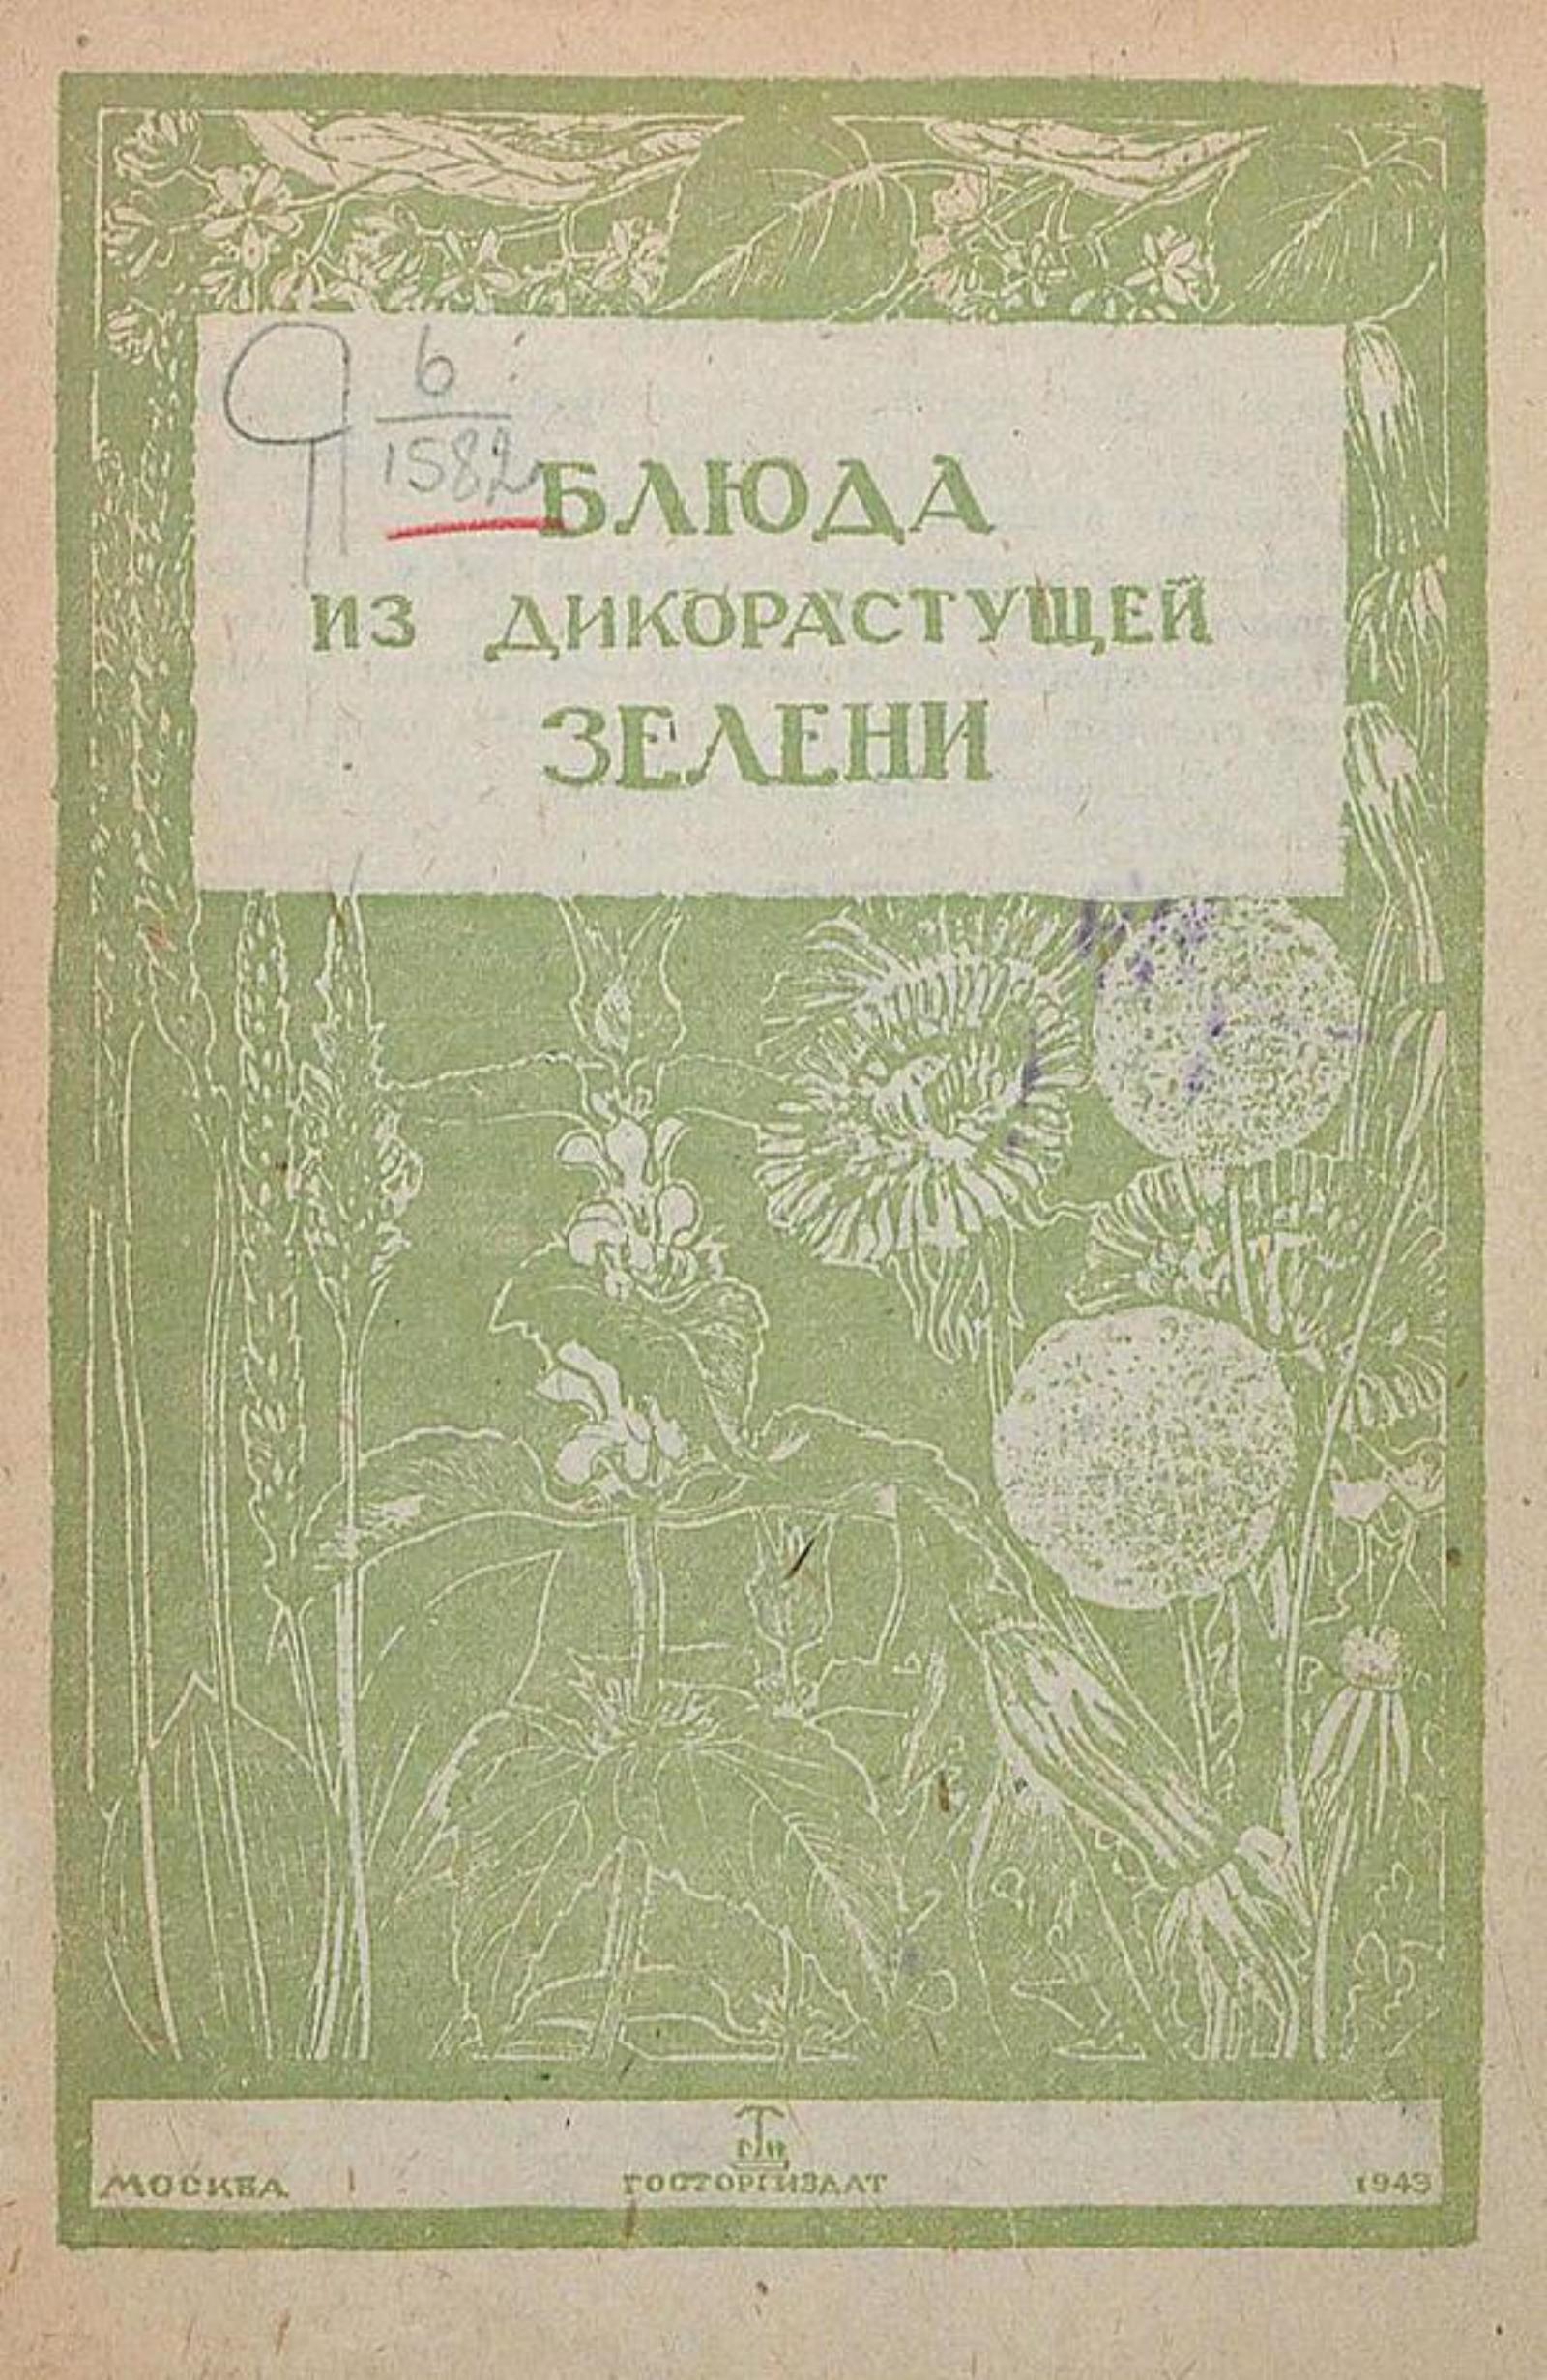 6
1582
БЛЮДА
ИЗ ДИКОРАСТУЩЕЙ
ЗЕЛЕНИ
МОСКВА ГОСТОРГИЗДАТ 1943